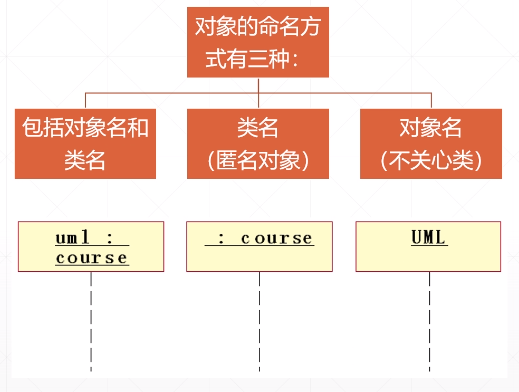 对象的命名方
式有三种：
包括对象名和
类名
类名
（匿名对象）
对象名
（不关心类）
uml :
course
: course
UML